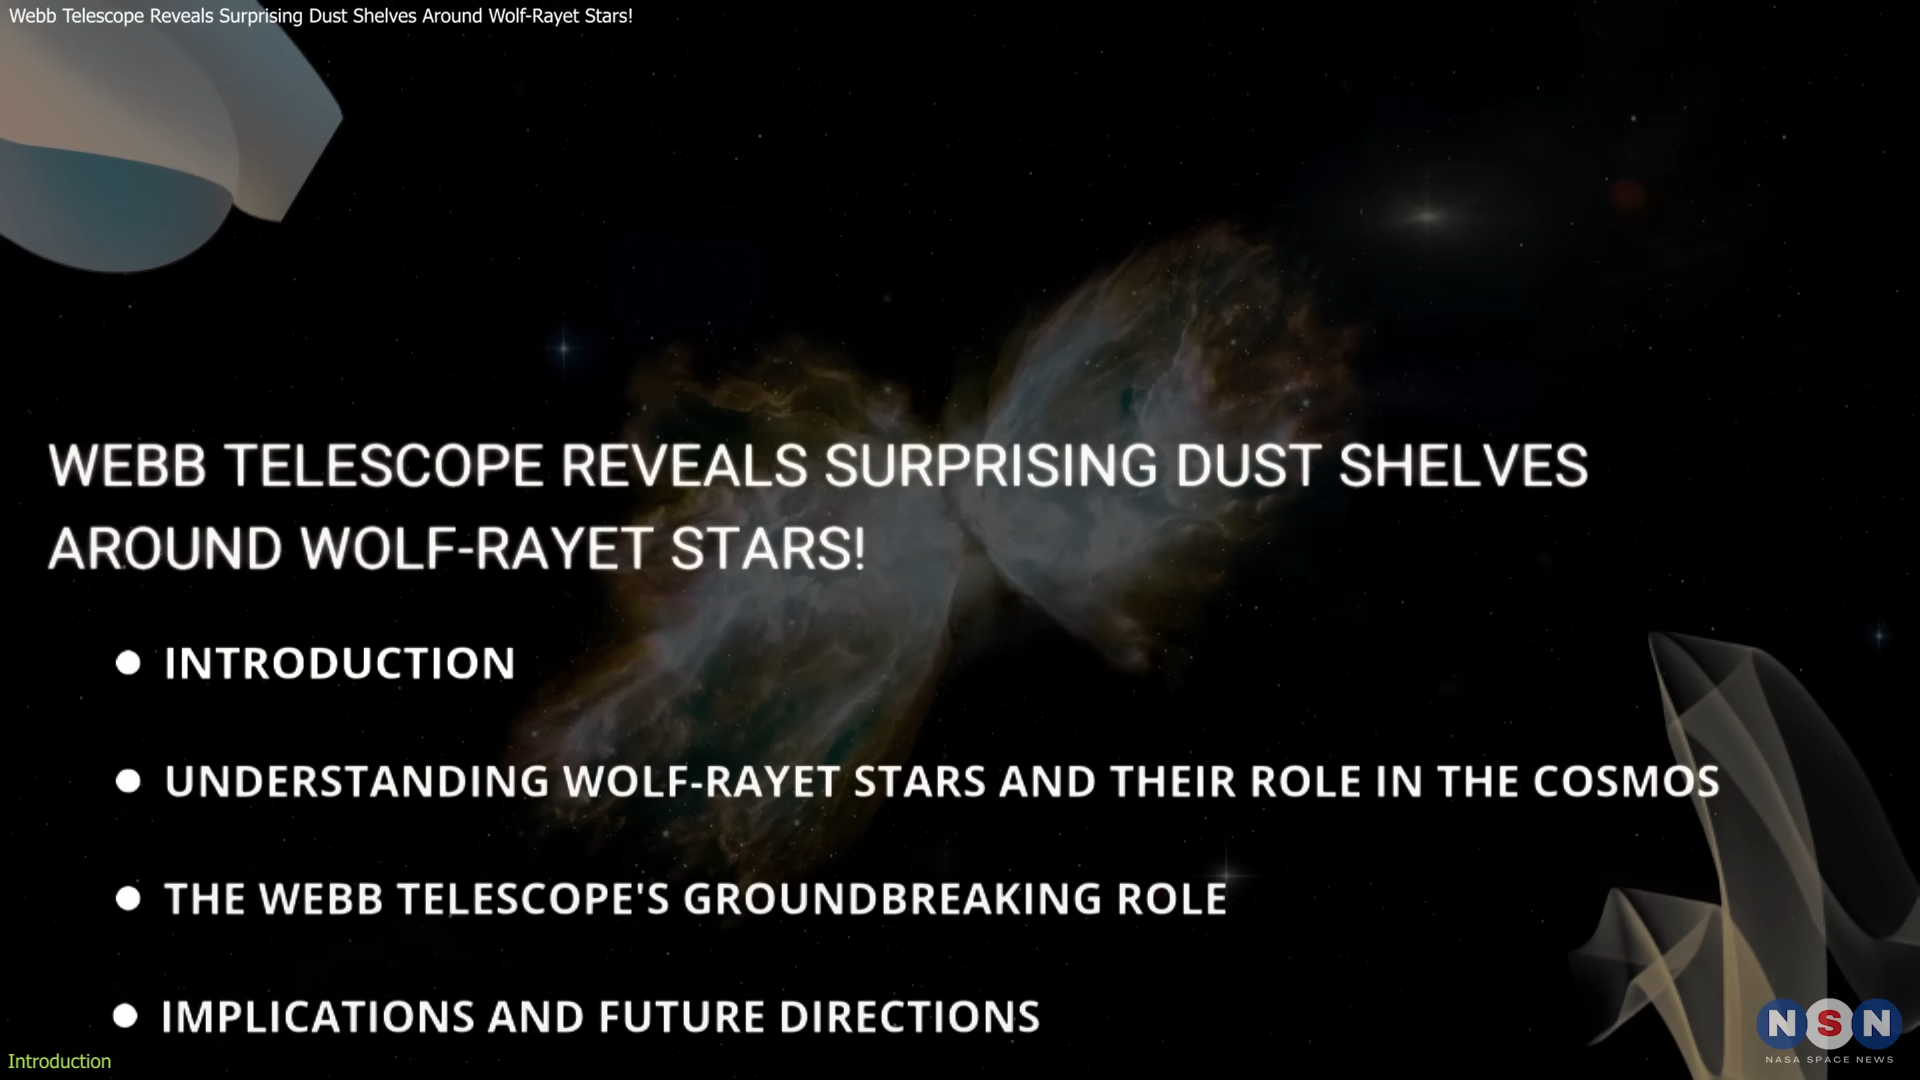 Webb Telescope Reveals Surprising Dust Shelves Around Wolf-Rayet Stars!
WEBB TELESCOPE REVEALS SURPRISING DUST SHELVES
AROUND WOLF-RAYET STARS!
● INTRODUCTION
● UNDERSTANDING WOLF-RAYET STARS AND THEIR ROLE IN THE COSMOS
● THE WEBB TELESCOPE'S GROUNDBREAKING ROLE
● IMPLICATIONS AND FUTURE DIRECTIONS
NSN
NASA SPACE NEWS
Introduction